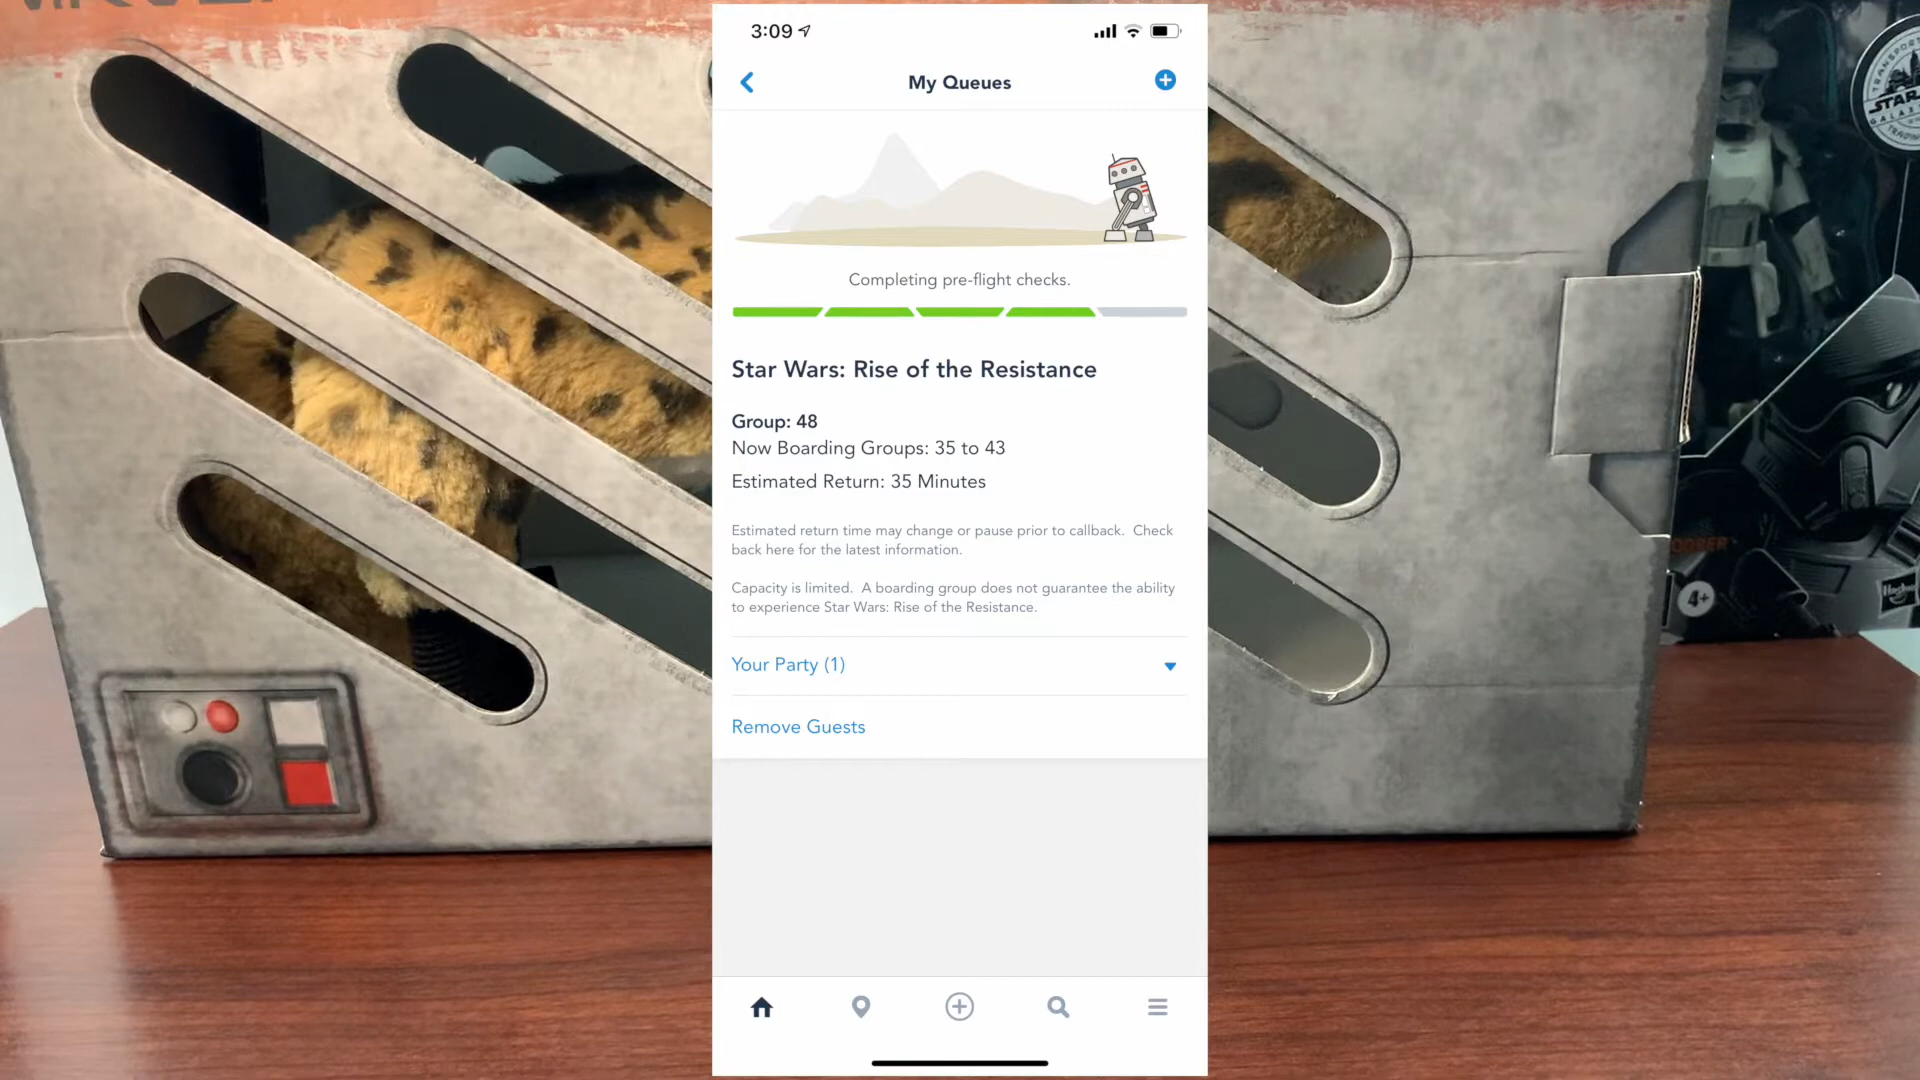 3:09
My Queues
Completing pre-flight checks.
Star Wars: Rise of the Resistance
Group: 48
Now Boarding Groups: 35 to 43
Estimated Return: 35 Minutes
Estimated return time may change or pause prior to callback. Check
back here for the latest information.
Capacity is limited. A boarding group does not guarantee the ability
to experience Star Wars: Rise of the Resistance.
Your Party (1)
Remove Guests
STAR
4+
Hasbro